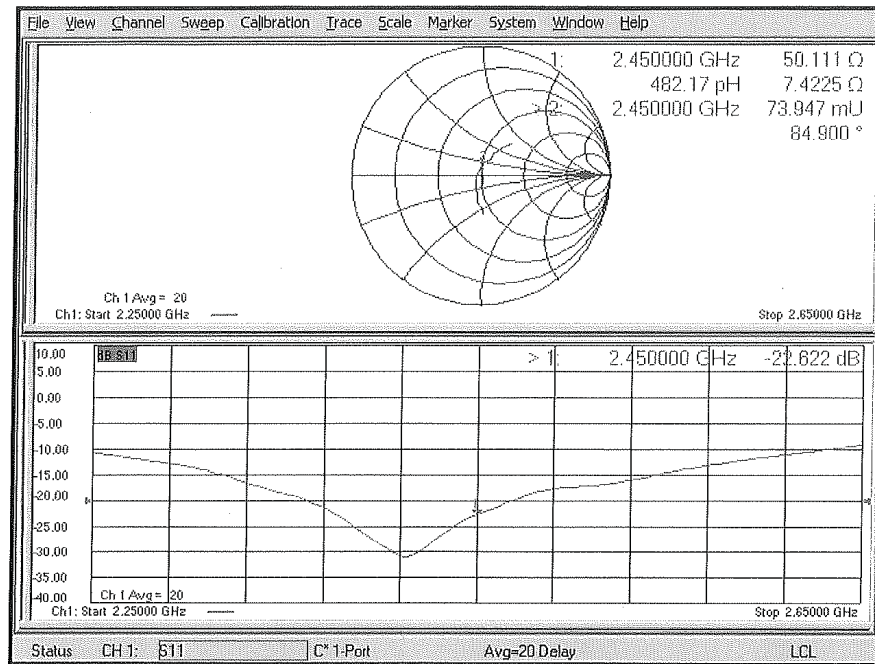 File View Channel Sweep Calibration Trace Scale Marker System Window Help
1: 2.450000 GHz 50.111 Ω
482.17 pH 7.4225 Ω
> 2: 2.450000 GHz 73.947 mU
84.900 °
Ch 1 Avg = 20
Ch1: Start 2.25000 GHz Stop 2.65000 GHz
10.00 dB S11 > 1: 2.450000 GHz -22.622 dB
5.00
0.00
-5.00
-10.00
-15.00
-20.00
-25.00
-30.00
-35.00
-40.00 Ch 1 Avg = 20
Ch1: Start 2.25000 GHz Stop 2.65000 GHz
Status CH 1: S11 C* 1-Port Avg=20 Delay LCL